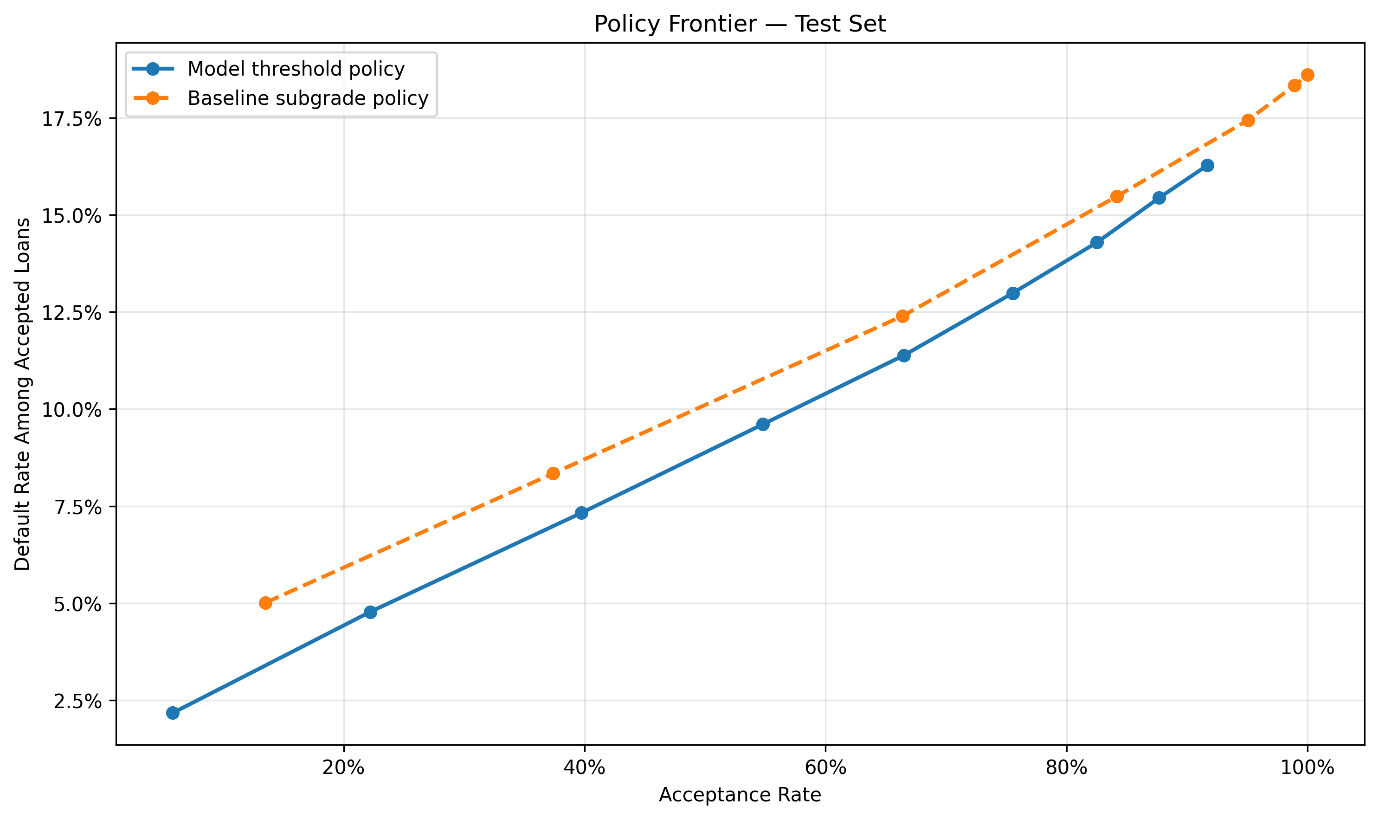 Policy Frontier — Test Set
Model threshold policy
Baseline subgrade policy
Default Rate Among Accepted Loans
17.5%
15.0%
12.5%
10.0%
7.5%
5.0%
2.5%
20%
40%
60%
80%
100%
Acceptance Rate